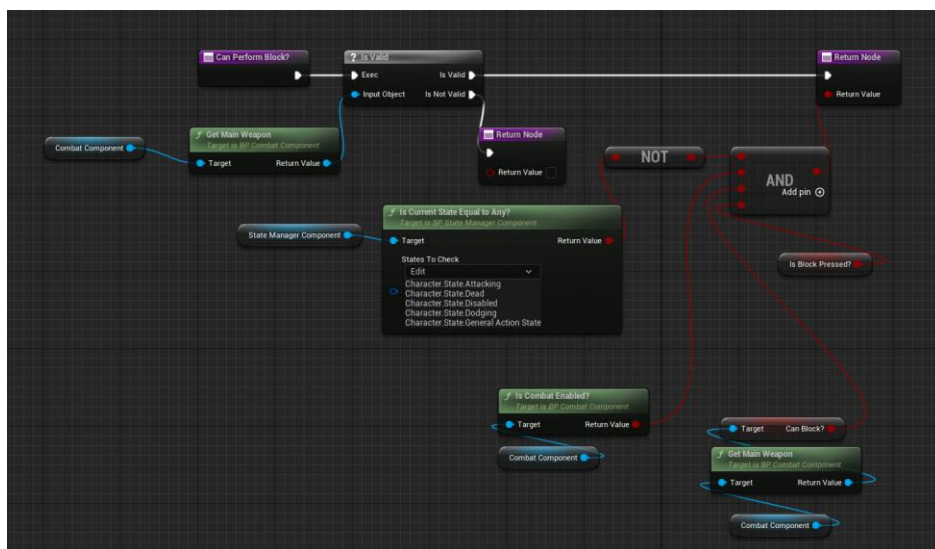 Can Perform Block?
? Is Valid
Exec
Is Valid
Input Object
Is Not Valid
Return Node
Return Value
Combat Component
f Get Main Weapon
Target is BP Combat Component
Target
Return Value
Return Node
Return Value
NOT
AND
Add pin
f Is Current State Equal to Any?
Target is BP State Manager Component
State Manager Component
Target
Return Value
States To Check
Edit
Character.State.Attacking
Character.State.Dead
Character.State.Disabled
Character.State.Dodging
Character.State.General Action State
Is Block Pressed?
f Is Combat Enabled?
Target is BP Combat Component
Target
Return Value
Combat Component
Target
Can Block?
f Get Main Weapon
Target is BP Combat Component
Target
Return Value
Combat Component